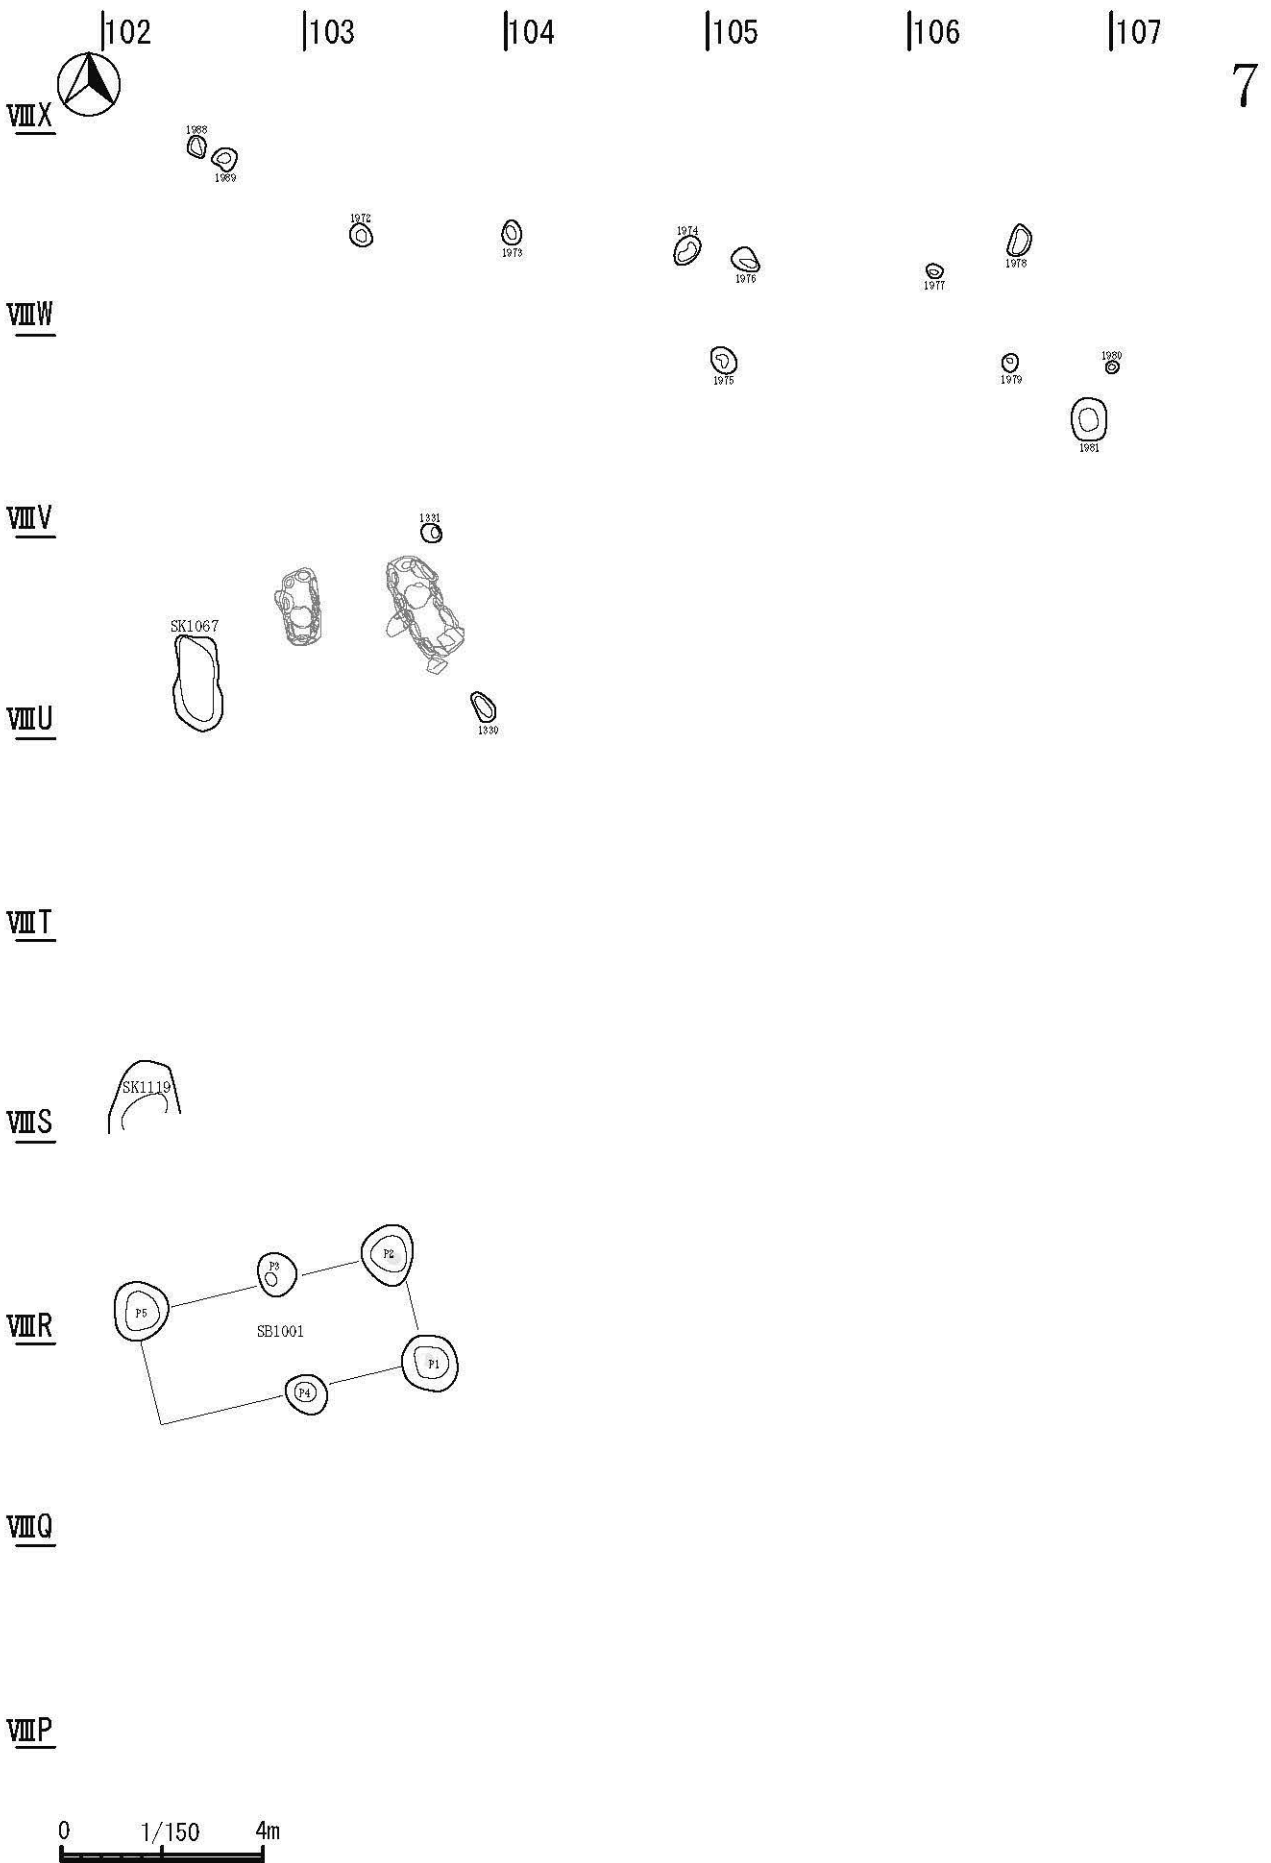 102 103 104 105 106 107
7
ⅧX
1988
1989
1972
1973
1974
1976
1977
1978
ⅧW
1975
1979
1980
1981
ⅧV
1331
SK1067
ⅧU
1330
ⅧT
SK1119
ⅧS
P2
P3
P5
ⅧR
SB1001
P1
P4
ⅧQ
ⅧP
0 1/150 4m